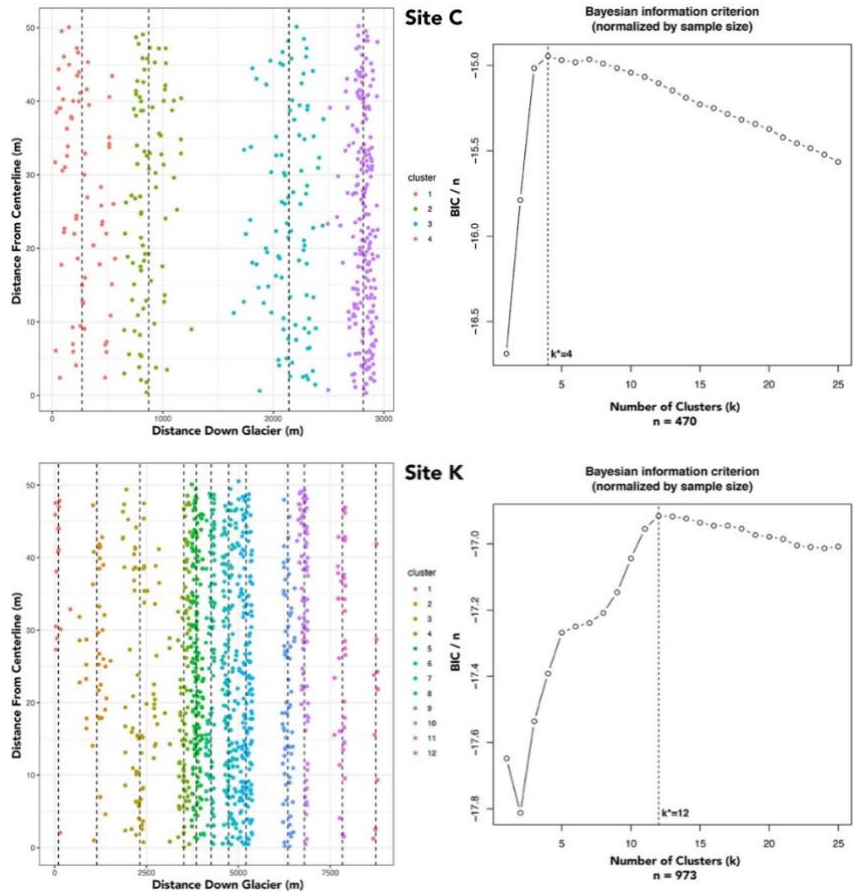 Site C
50
40
30
20
10
0
Distance From Centerline (m)
0
1000
2000
3000
Distance Down Glacier (m)
cluster
1
2
3
4
Bayesian information criterion
(normalized by sample size)
−15.0
−15.5
−16.0
−16.5
BIC / n
k*=4
5
10
15
20
25
Number of Clusters (k)
n = 470
Site K
50
40
30
20
10
0
Distance From Centerline (m)
0
2500
5000
7500
Distance Down Glacier (m)
cluster
1
2
3
4
5
6
7
8
9
10
11
12
Bayesian information criterion
(normalized by sample size)
−17.0
−17.2
−17.4
−17.6
−17.8
BIC / n
k*=12
5
10
15
20
25
Number of Clusters (k)
n = 973